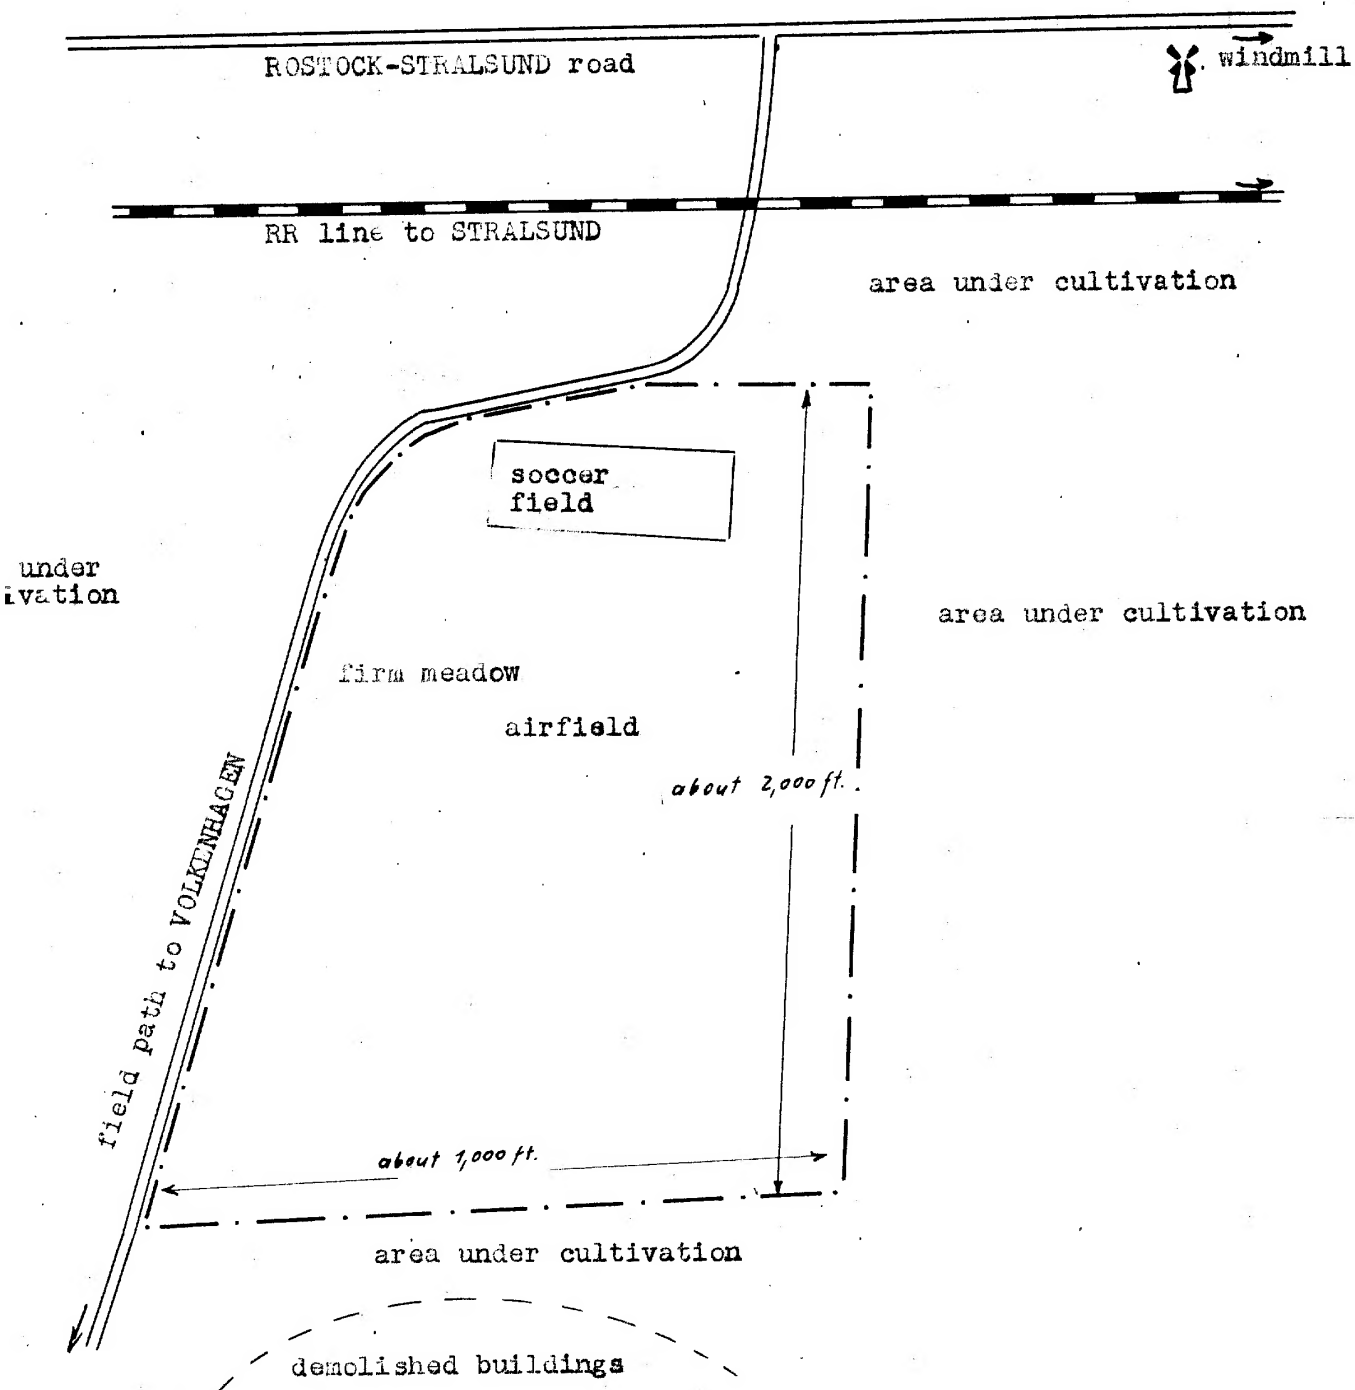 windmill
ROSTOCK-STRALSUND road
RR line to STRALSUND
area under cultivation
soccer
field
under
ivation
area under cultivation
firm meadow
airfield
about 2,000 ft.
field path to VOLKENHAGEN
about 1,000 ft.
area under cultivation
demolished buildings